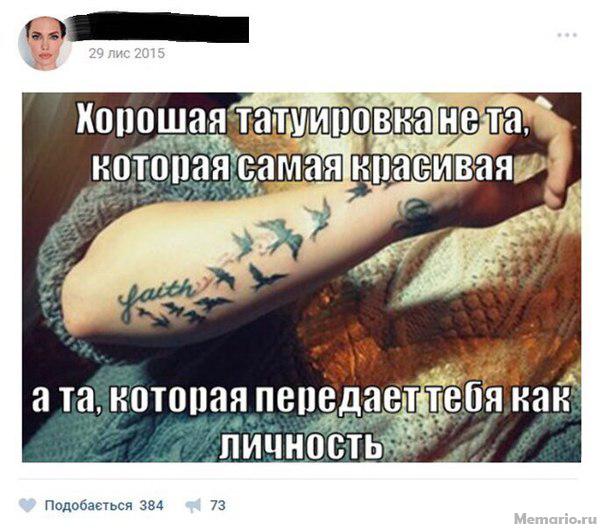 29 лис 2015
Хорошая татуировка не та,
которая самая красивая
faith
а та, которая передает тебя как
личность
Подобається 384 73
Memario.ru